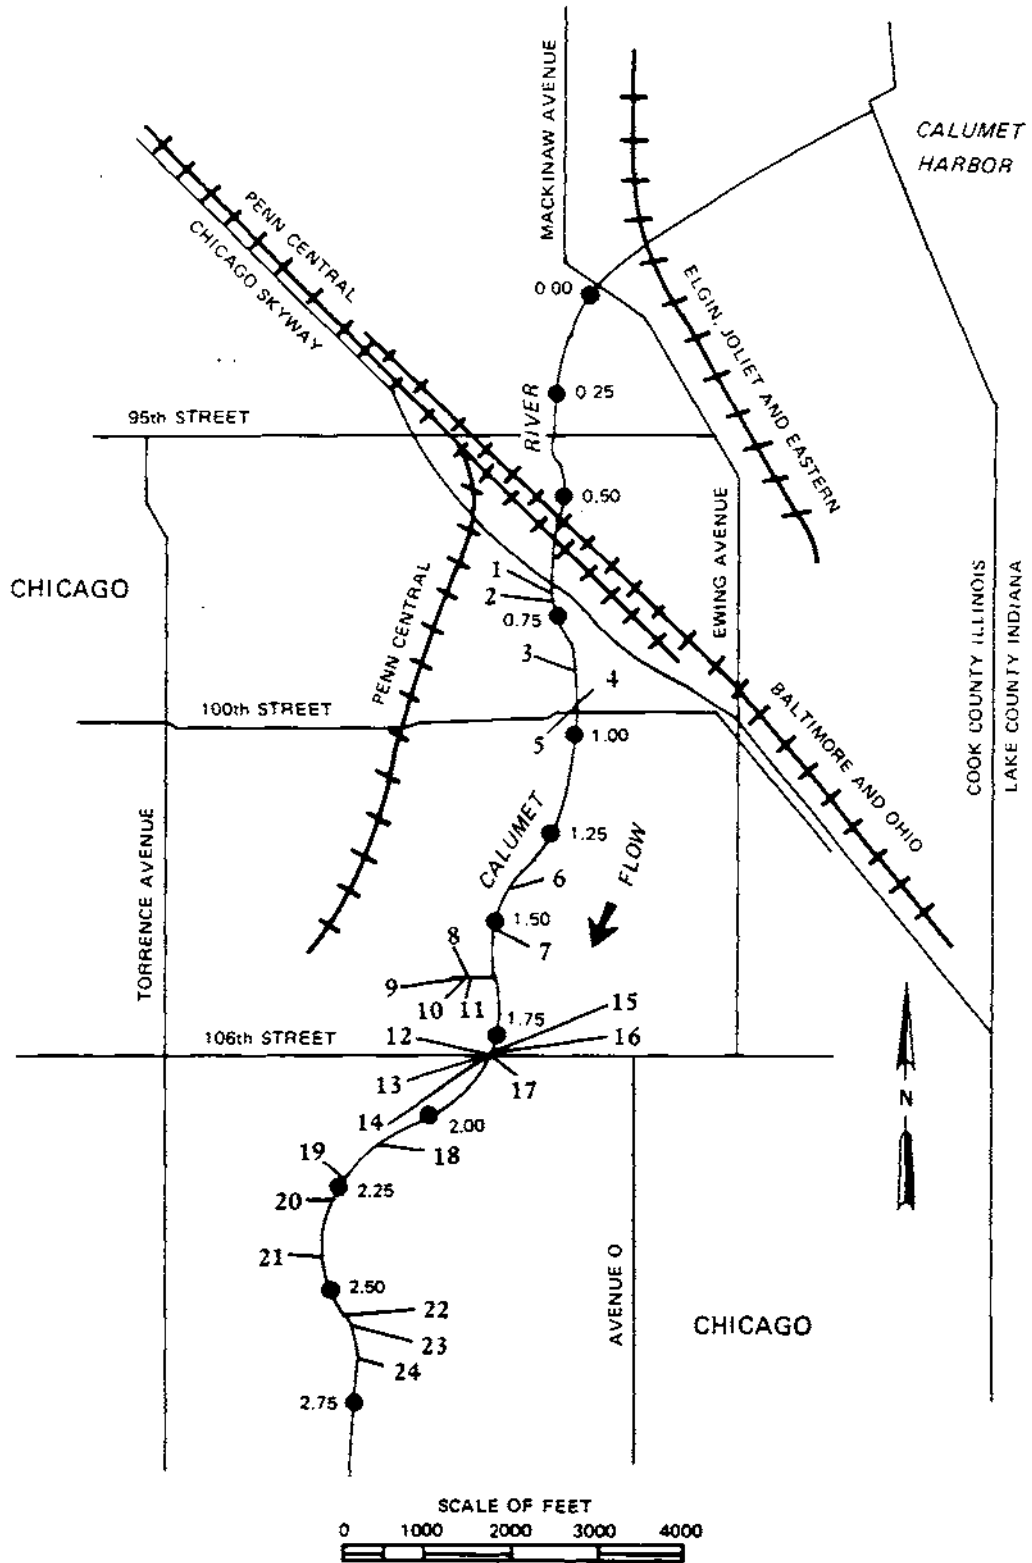 MACKINAW AVENUE
CALUMET
HARBOR
PENN CENTRAL
CHICAGO SKYWAY
0.00
ELGIN, JOLIET AND EASTERN
0.25
RIVER
95th STREET
0.50
EWING AVENUE
CHICAGO
1
2
0.75
PENN CENTRAL
3
4
COOK COUNTY ILLINOIS
LAKE COUNTY INDIANA
100th STREET
5
1.00
BALTIMORE AND OHIO
CALUMET
1.25
FLOW
6
TORRENCE AVENUE
1.50
7
8
9
10
11
15
1.75
106th STREET
12
16
13
17
14
2.00
N
18
19
2.25
20
21
AVENUE O
2.50
22
CHICAGO
23
24
2.75
SCALE OF FEET
0 1000 2000 3000 4000